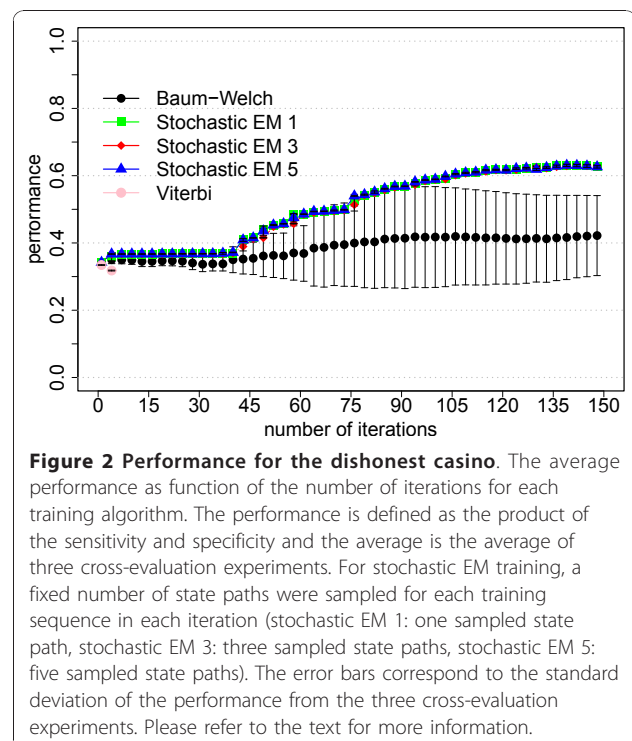 1.0
0.8
0.6
0.4
0.2
0.0
performance
Baum−Welch
Stochastic EM 1
Stochastic EM 3
Stochastic EM 5
Viterbi
0 15 30 45 60 75 90 105 120 135 150
number of iterations
Figure 2 Performance for the dishonest casino. The average
performance as function of the number of iterations for each
training algorithm. The performance is defined as the product of
the sensitivity and specificity and the average is the average of
three cross-evaluation experiments. For stochastic EM training, a
fixed number of state paths were sampled for each training
sequence in each iteration (stochastic EM 1: one sampled state
path, stochastic EM 3: three sampled state paths, stochastic EM 5:
five sampled state paths). The error bars correspond to the standard
deviation of the performance from the three cross-evaluation
experiments. Please refer to the text for more information.